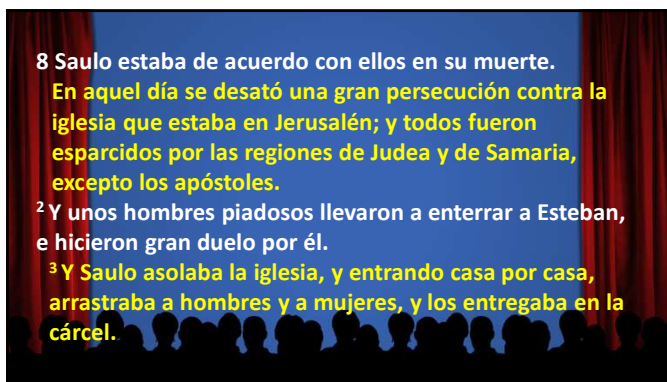 8 Saulo estaba de acuerdo con ellos en su muerte.
En aquel día se desató una gran persecución contra la
iglesia que estaba en Jerusalén; y todos fueron
esparcidos por las regiones de Judea y de Samaria,
excepto los apóstoles.
2 Y unos hombres piadosos llevaron a enterrar a Esteban,
e hicieron gran duelo por él.
3 Y Saulo asolaba la iglesia, y entrando casa por casa,
arrastraba a hombres y a mujeres, y los entregaba en la
cárcel.